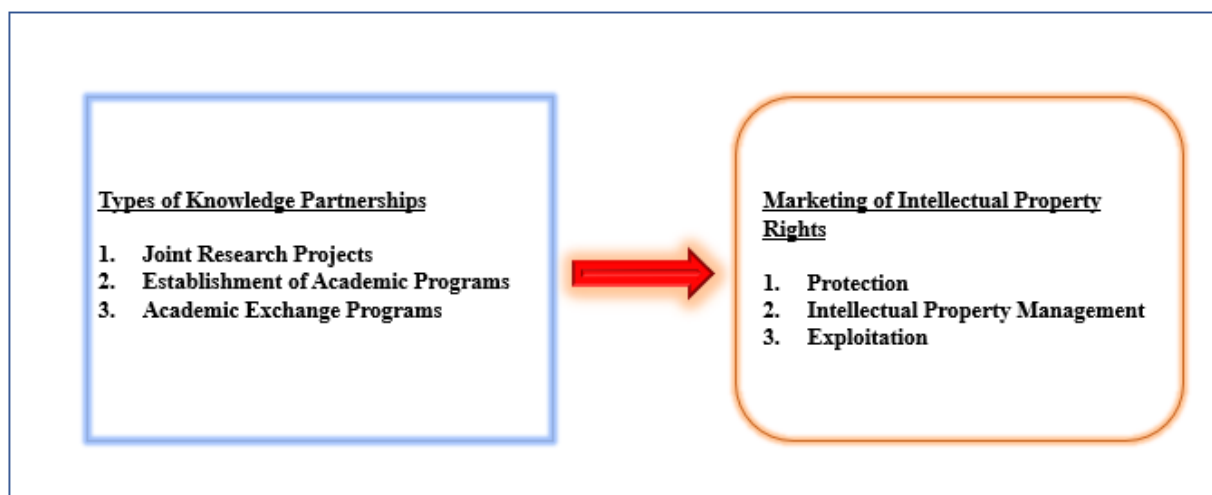 Types of Knowledge Partnerships
1. Joint Research Projects
2. Establishment of Academic Programs
3. Academic Exchange Programs
Marketing of Intellectual Property
Rights
1. Protection
2. Intellectual Property Management
3. Exploitation